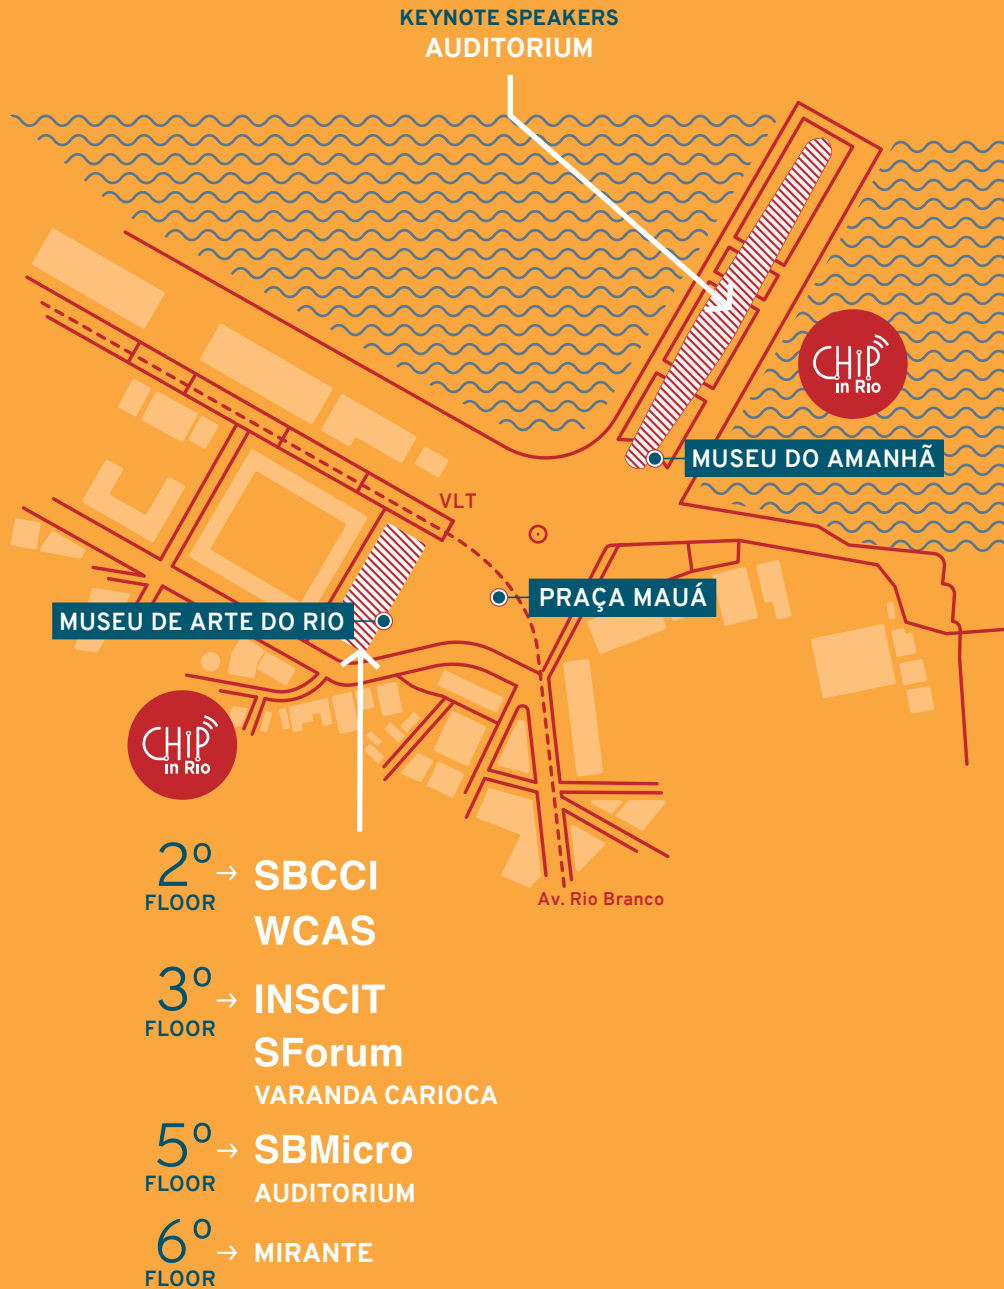 KEYNOTE SPEAKERS
AUDITORIUM
CHIP
in Rio
MUSEU DO AMANHÃ
VLT
PRAÇA MAUÁ
MUSEU DE ARTE DO RIO
CHIP
in Rio
Av. Rio Branco
2º FLOOR → SBCCI
WCAS
3º FLOOR → INSCIT
SForum
VARANDA CARIOCA
5º FLOOR → SBMicro
AUDITORIUM
6º FLOOR → MIRANTE